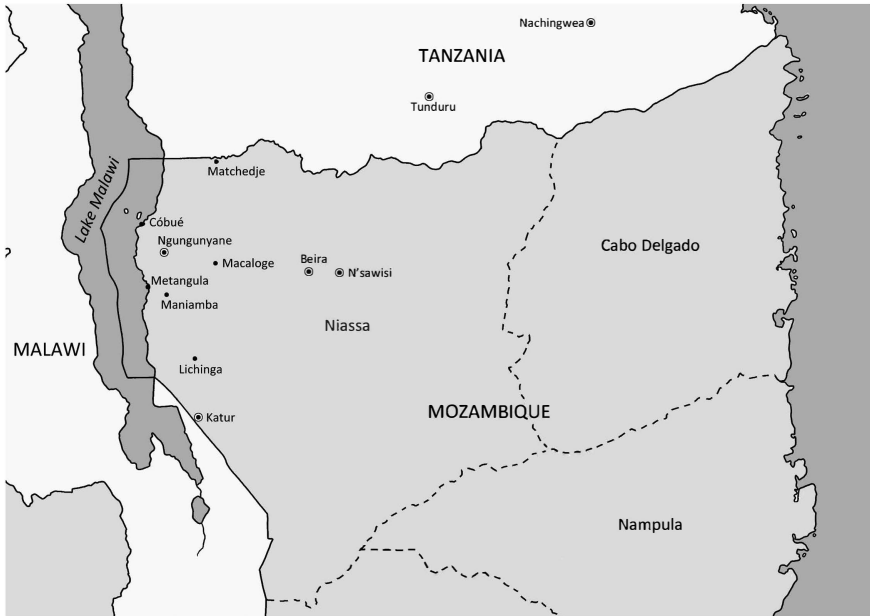 Nachingwea
TANZANIA
Tunduru
Matchedje
Lake Malawi
Cóbué
Ngungunyane
Cabo Delgado
Macaloge
Beira
N'sawisi
Metangula
Maniamba
Niassa
MALAWI
Lichinga
MOZAMBIQUE
Katur
Nampula